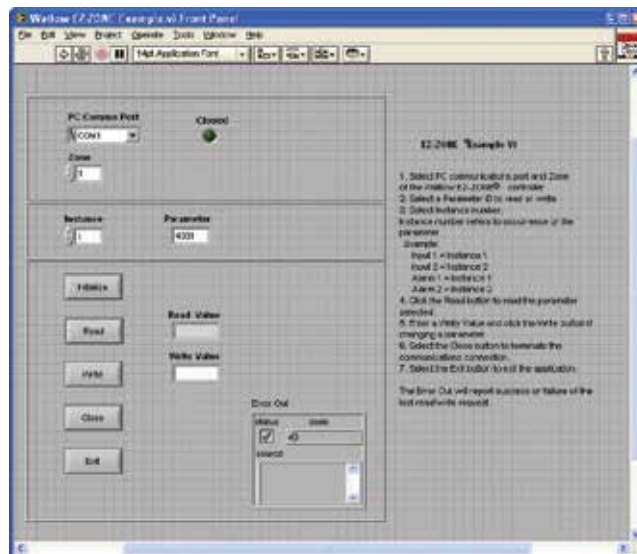 Watlow EZ-ZONE Example.vi Front Panel
File Edit View Project Operate Tools Window Help
14pt Application Font
PC Comm Port
Closed
COM1
Zone
1
Instance
Parameter
1
4001
Initialize
Read
Read Value
Write Value
Write
Close
Exit
Error Out
status code
source
EZ-ZONE Example VI
1. Select PC communications port and Zone
of the Watlow EZ-ZONE® controller
2. Select a Parameter ID to read or write
3. Select Instance number.
Instance number refers to occurrence of the
parameter
Example:
Input 1 = Instance 1
Input 2 = Instance 2
Alarm 1 = Instance 1
Alarm 2 = Instance 2
4. Click the Read button to read the parameter
selected.
5. Enter a Write Value and click the Write button if
changing a parameter.
6. Select the Close button to terminate the
communications connection.
7. Select the Exit button to exit the application.
The Error Out will report success or failure of the
last read/write request.